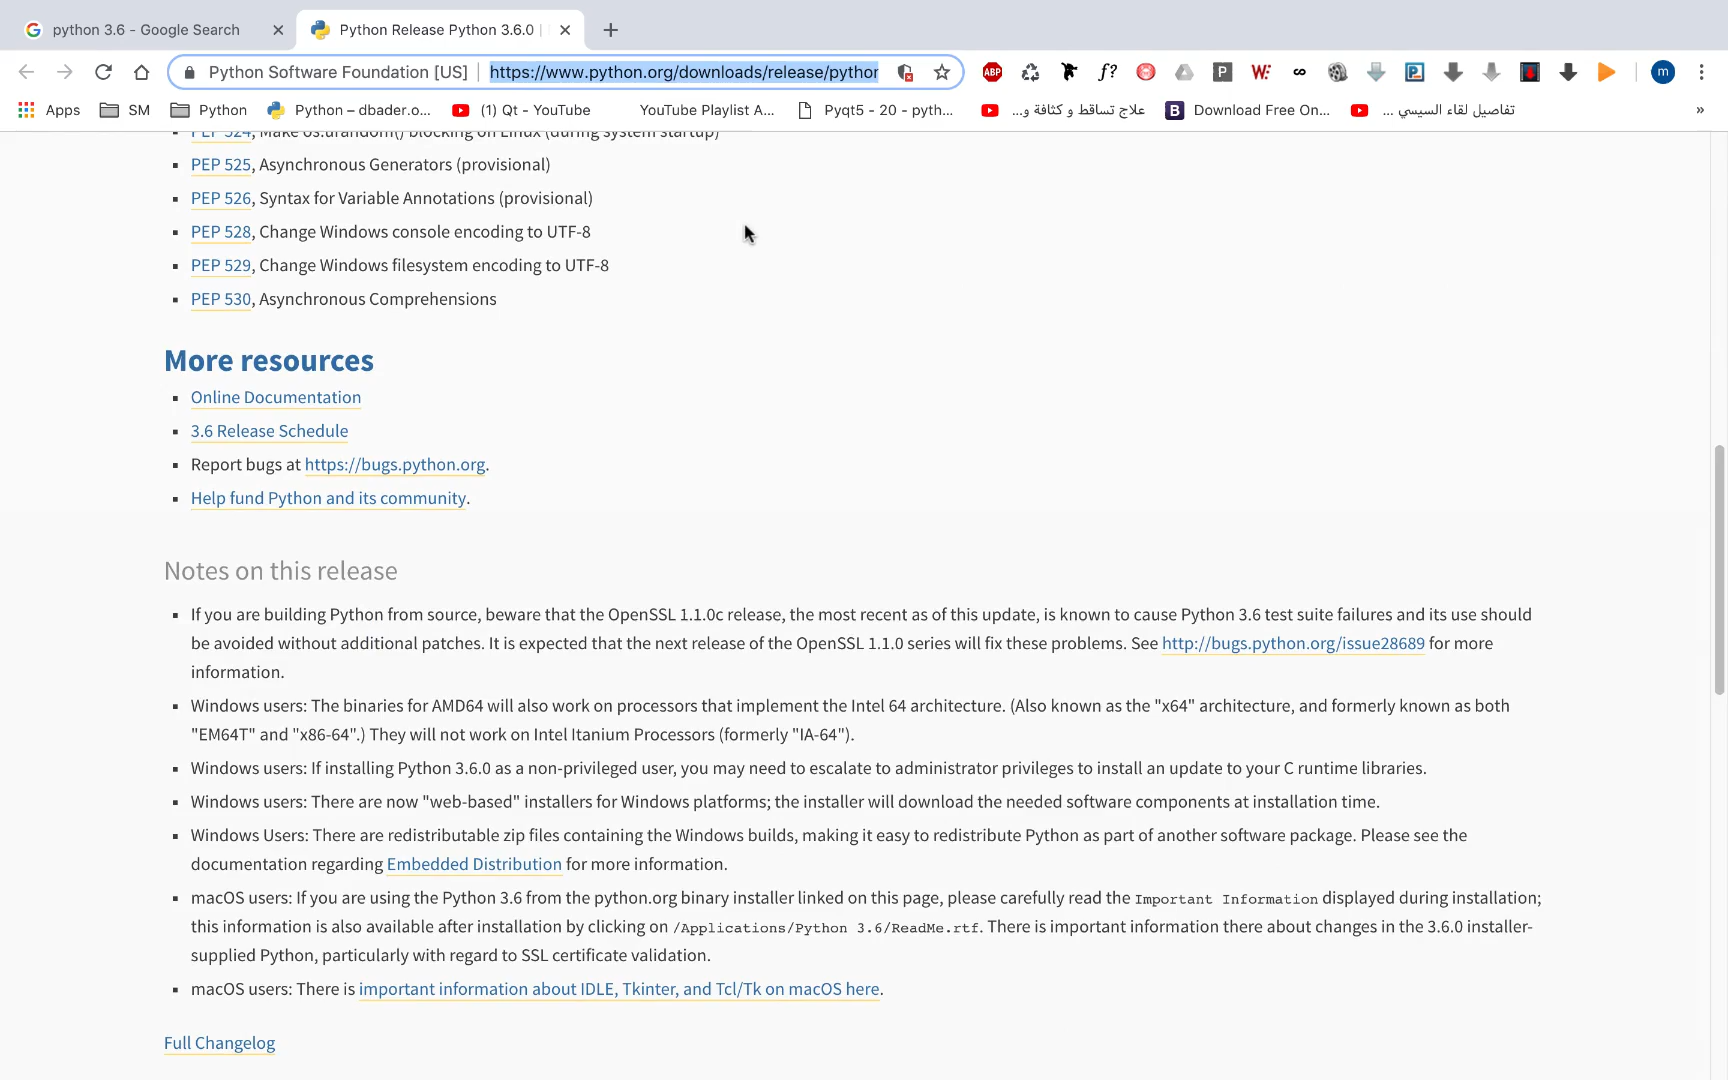 python 3.6 - Google Search
Python Release Python 3.6.0 |
Python Software Foundation [US] | https://www.python.org/downloads/release/python
ABP f? P W P m
Apps SM Python Python – dbader.o... (1) Qt - YouTube YouTube Playlist A... Pyqt5 - 20 - pyth... علاج تساقط و كثافة و... B Download Free On... تفاصيل لقاء السيسي ... »
PEP 524, Make os.urandom() blocking on Linux (during system startup)
PEP 525, Asynchronous Generators (provisional)
PEP 526, Syntax for Variable Annotations (provisional)
PEP 528, Change Windows console encoding to UTF-8
PEP 529, Change Windows filesystem encoding to UTF-8
PEP 530, Asynchronous Comprehensions
More resources
Online Documentation
3.6 Release Schedule
Report bugs at https://bugs.python.org.
Help fund Python and its community.
Notes on this release
If you are building Python from source, beware that the OpenSSL 1.1.0c release, the most recent as of this update, is known to cause Python 3.6 test suite failures and its use should
be avoided without additional patches. It is expected that the next release of the OpenSSL 1.1.0 series will fix these problems. See http://bugs.python.org/issue28689 for more
information.
Windows users: The binaries for AMD64 will also work on processors that implement the Intel 64 architecture. (Also known as the "x64" architecture, and formerly known as both
"EM64T" and "x86-64".) They will not work on Intel Itanium Processors (formerly "IA-64").
Windows users: If installing Python 3.6.0 as a non-privileged user, you may need to escalate to administrator privileges to install an update to your C runtime libraries.
Windows users: There are now "web-based" installers for Windows platforms; the installer will download the needed software components at installation time.
Windows Users: There are redistributable zip files containing the Windows builds, making it easy to redistribute Python as part of another software package. Please see the
documentation regarding Embedded Distribution for more information.
macOS users: If you are using the Python 3.6 from the python.org binary installer linked on this page, please carefully read the Important Information displayed during installation;
this information is also available after installation by clicking on /Applications/Python 3.6/ReadMe.rtf. There is important information there about changes in the 3.6.0 installer-
supplied Python, particularly with regard to SSL certificate validation.
macOS users: There is important information about IDLE, Tkinter, and Tcl/Tk on macOS here.
Full Changelog